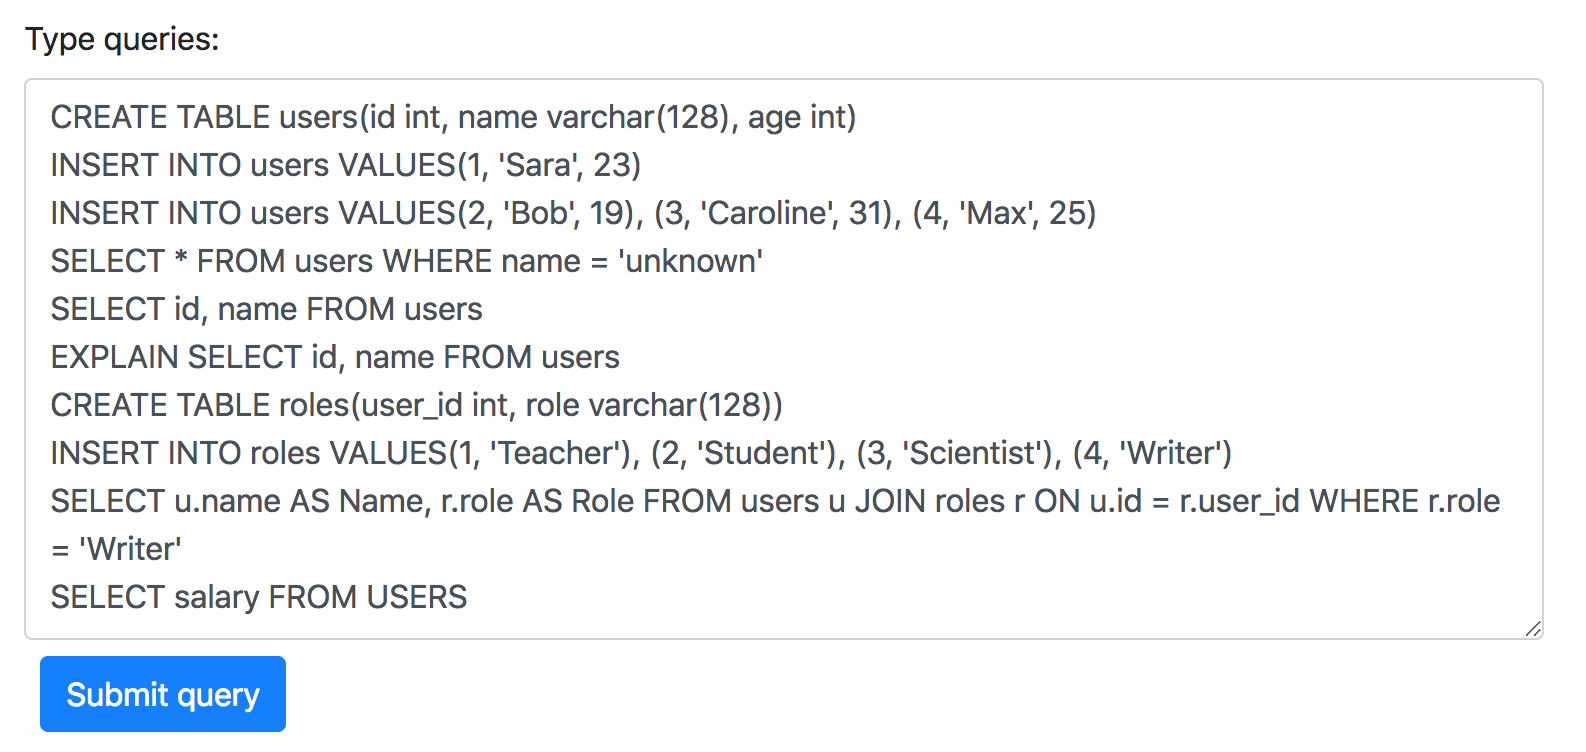 Type queries:
CREATE TABLE users(id int, name varchar(128), age int)
INSERT INTO users VALUES(1, 'Sara', 23)
INSERT INTO users VALUES(2, 'Bob', 19), (3, 'Caroline', 31), (4, 'Max', 25)
SELECT * FROM users WHERE name = 'unknown'
SELECT id, name FROM users
EXPLAIN SELECT id, name FROM users
CREATE TABLE roles(user_id int, role varchar(128))
INSERT INTO roles VALUES(1, 'Teacher'), (2, 'Student'), (3, 'Scientist'), (4, 'Writer')
SELECT u.name AS Name, r.role AS Role FROM users u JOIN roles r ON u.id = r.user_id WHERE r.role
= 'Writer'
SELECT salary FROM USERS
Submit query